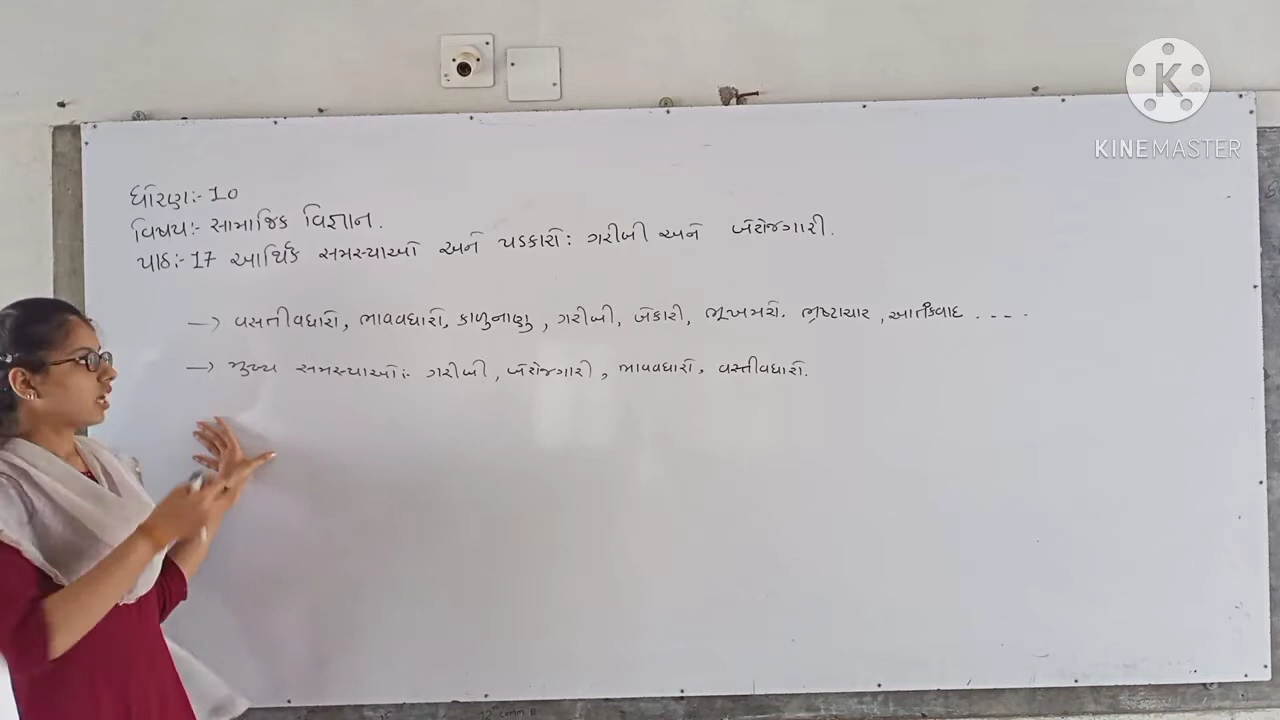 ધોરણ:- 10
વિષય:- સામાજિક વિજ્ઞાન.
પાઠ:- 17 આર્થિક સમસ્યાઓ અને પડકારો: ગરીબી અને બેરોજગારી.
→ વસતીવધારો, ભાવવધારો, કાળુનાણુ, ગરીબી, બેકારી, ભૂખમરો. ભ્રષ્ટાચાર, આતંકવાદ . - - .
→ મુખ્ય સમસ્યાઓ: ગરીબી, બેરોજગારી, ભાવવધારો, વસ્તીવધારો.
K
KINEMASTER